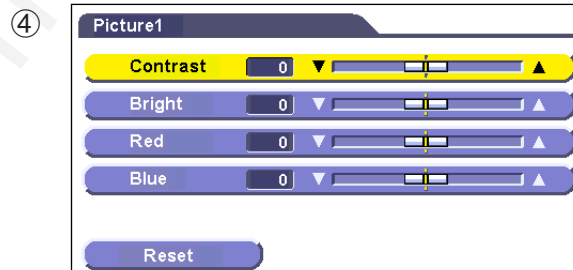 ④
Picture1
Contrast 0 ▼ ▲
Bright 0 ▼ ▲
Red 0 ▼ ▲
Blue 0 ▼ ▲
Reset